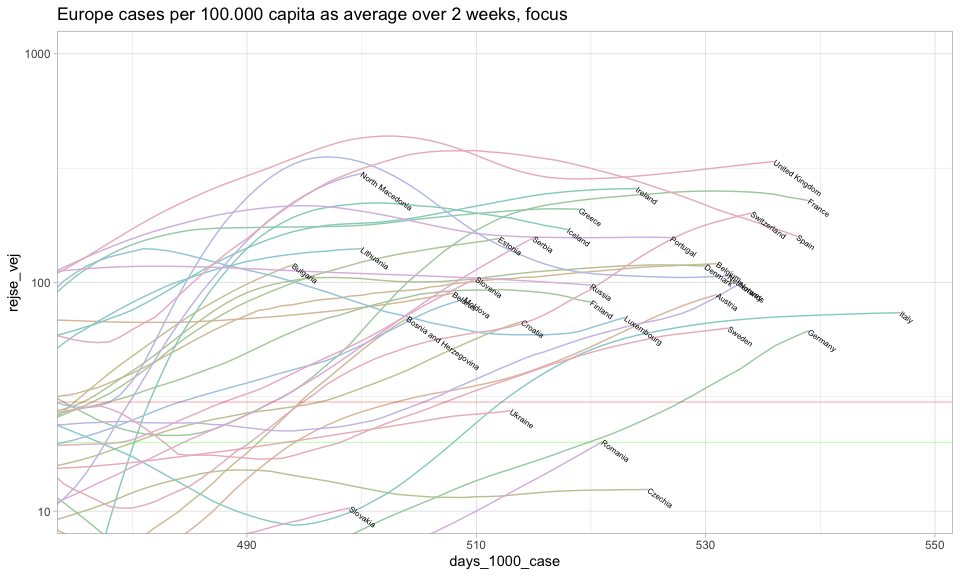 Europe cases per 100.000 capita as average over 2 weeks, focus
1000
rejse_vej
United Kingdom
North Macedonia
Ireland
France
Greece
Switzerland
Iceland
Spain
Estonia
Serbia
Portugal
Lithuania
Bulgaria
Slovenia
Denmark
100
Russia
Moldova
Austria
Finland
Italy
Bosnia and Herzegovina
Croatia
Luxembourg
Sweden
Germany
Ukraine
Romania
Czechia
Slovakia
10
490
510
530
550
days_1000_case